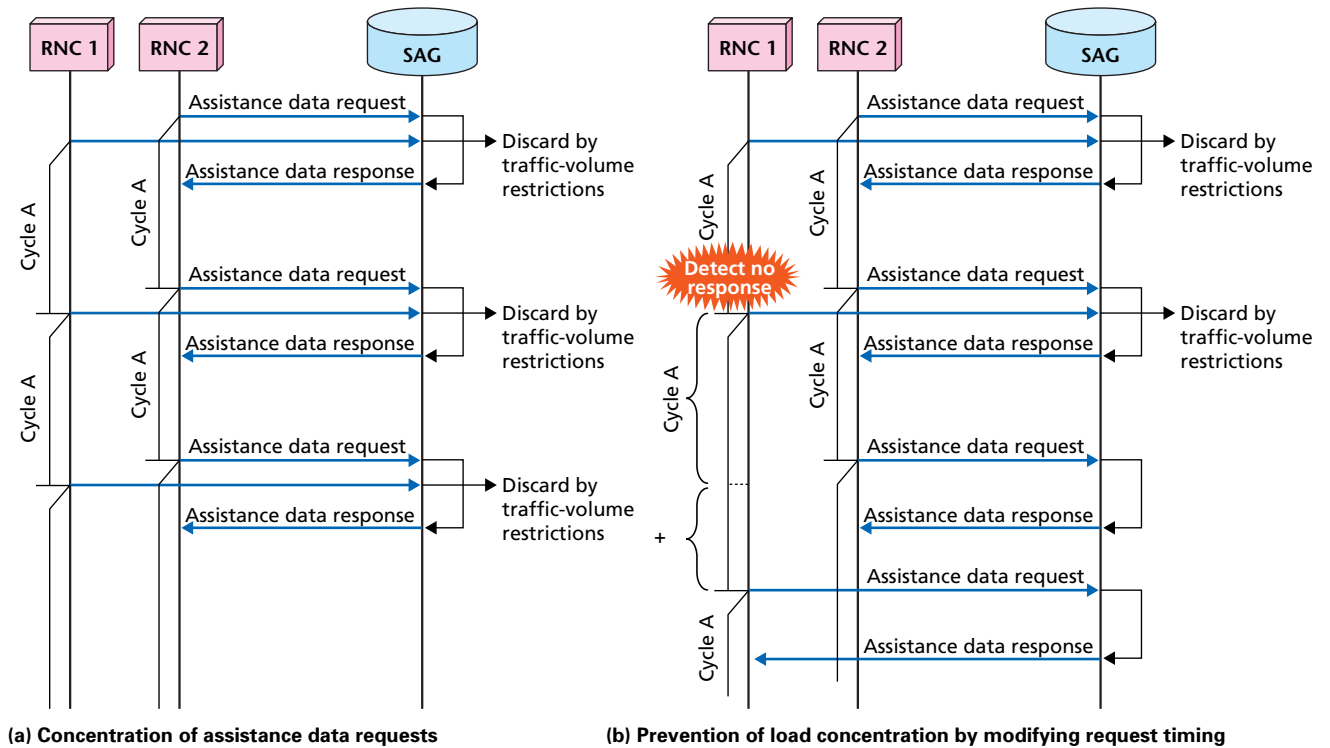 RNC 1
RNC 2
SAG
Assistance data request
Discard by
traffic-volume
restrictions
Assistance data response
Cycle A
Cycle A
Assistance data request
Discard by
traffic-volume
restrictions
Assistance data response
Cycle A
Cycle A
Assistance data request
Discard by
traffic-volume
restrictions
Assistance data response
(a) Concentration of assistance data requests
RNC 1
RNC 2
SAG
Assistance data request
Discard by
traffic-volume
restrictions
Assistance data response
Cycle A
Cycle A
Detect no
response
Assistance data request
Discard by
traffic-volume
restrictions
Assistance data response
Cycle A
Cycle A
Assistance data request
Assistance data response
+
Assistance data request
Cycle A
Assistance data response
(b) Prevention of load concentration by modifying request timing